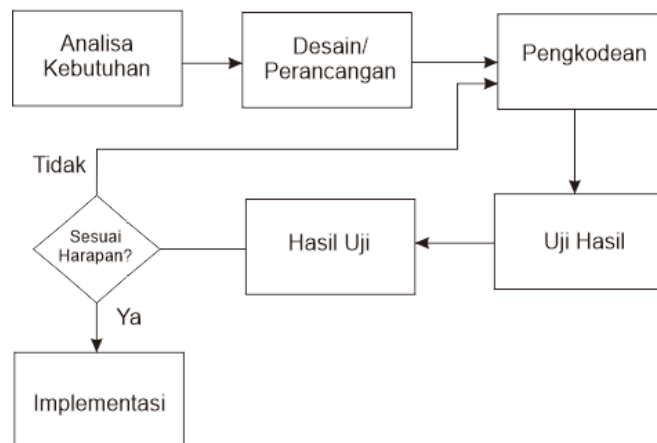 Analisa
Kebutuhan
Desain/
Perancangan
Pengkodean
Tidak
Sesuai
Harapan?
Hasil Uji
Uji Hasil
Ya
Implementasi